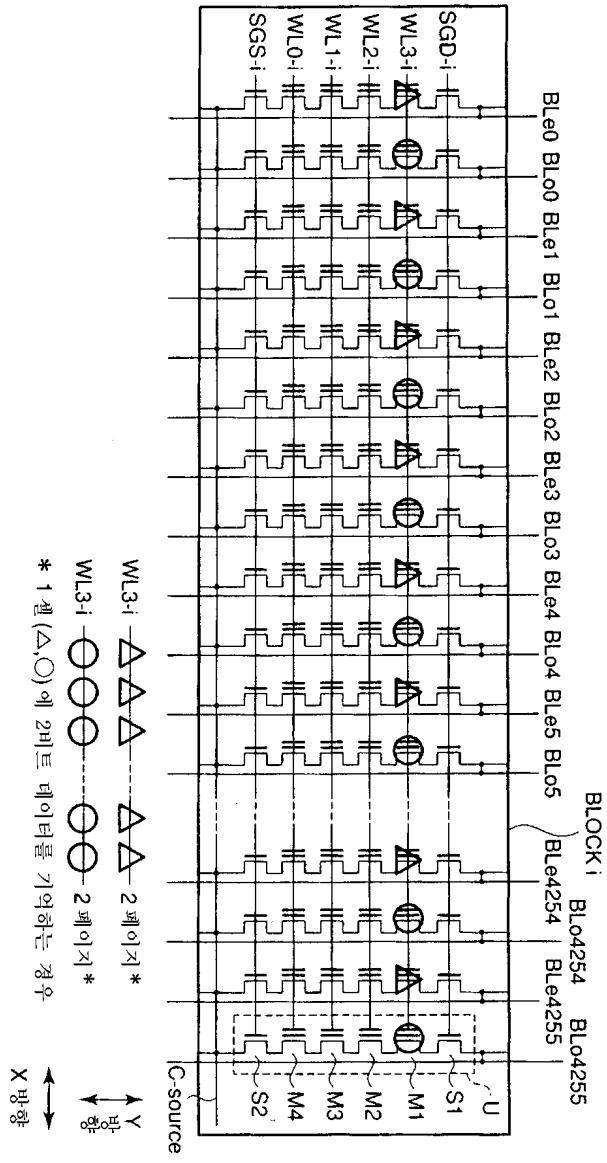 BLOCK i
BLe0
BLo0
BLe1
BLo1
BLe2
BLo2
BLe3
BLo3
BLe4
BLo4
BLe5
BLo5
BLe4254
BLo4254
BLe4255
BLo4255
SGD-i
WL3-i
WL2-i
WL1-i
WL0-i
SGS-i
U
S1
M1
M2
M3
M4
S2
C-source
WL3-i 2 페이지*
WL3-i 2 페이지*
* 1 셀(△,○)에 2비트 데이터를 기억하는 경우
Y 방향
X 방향